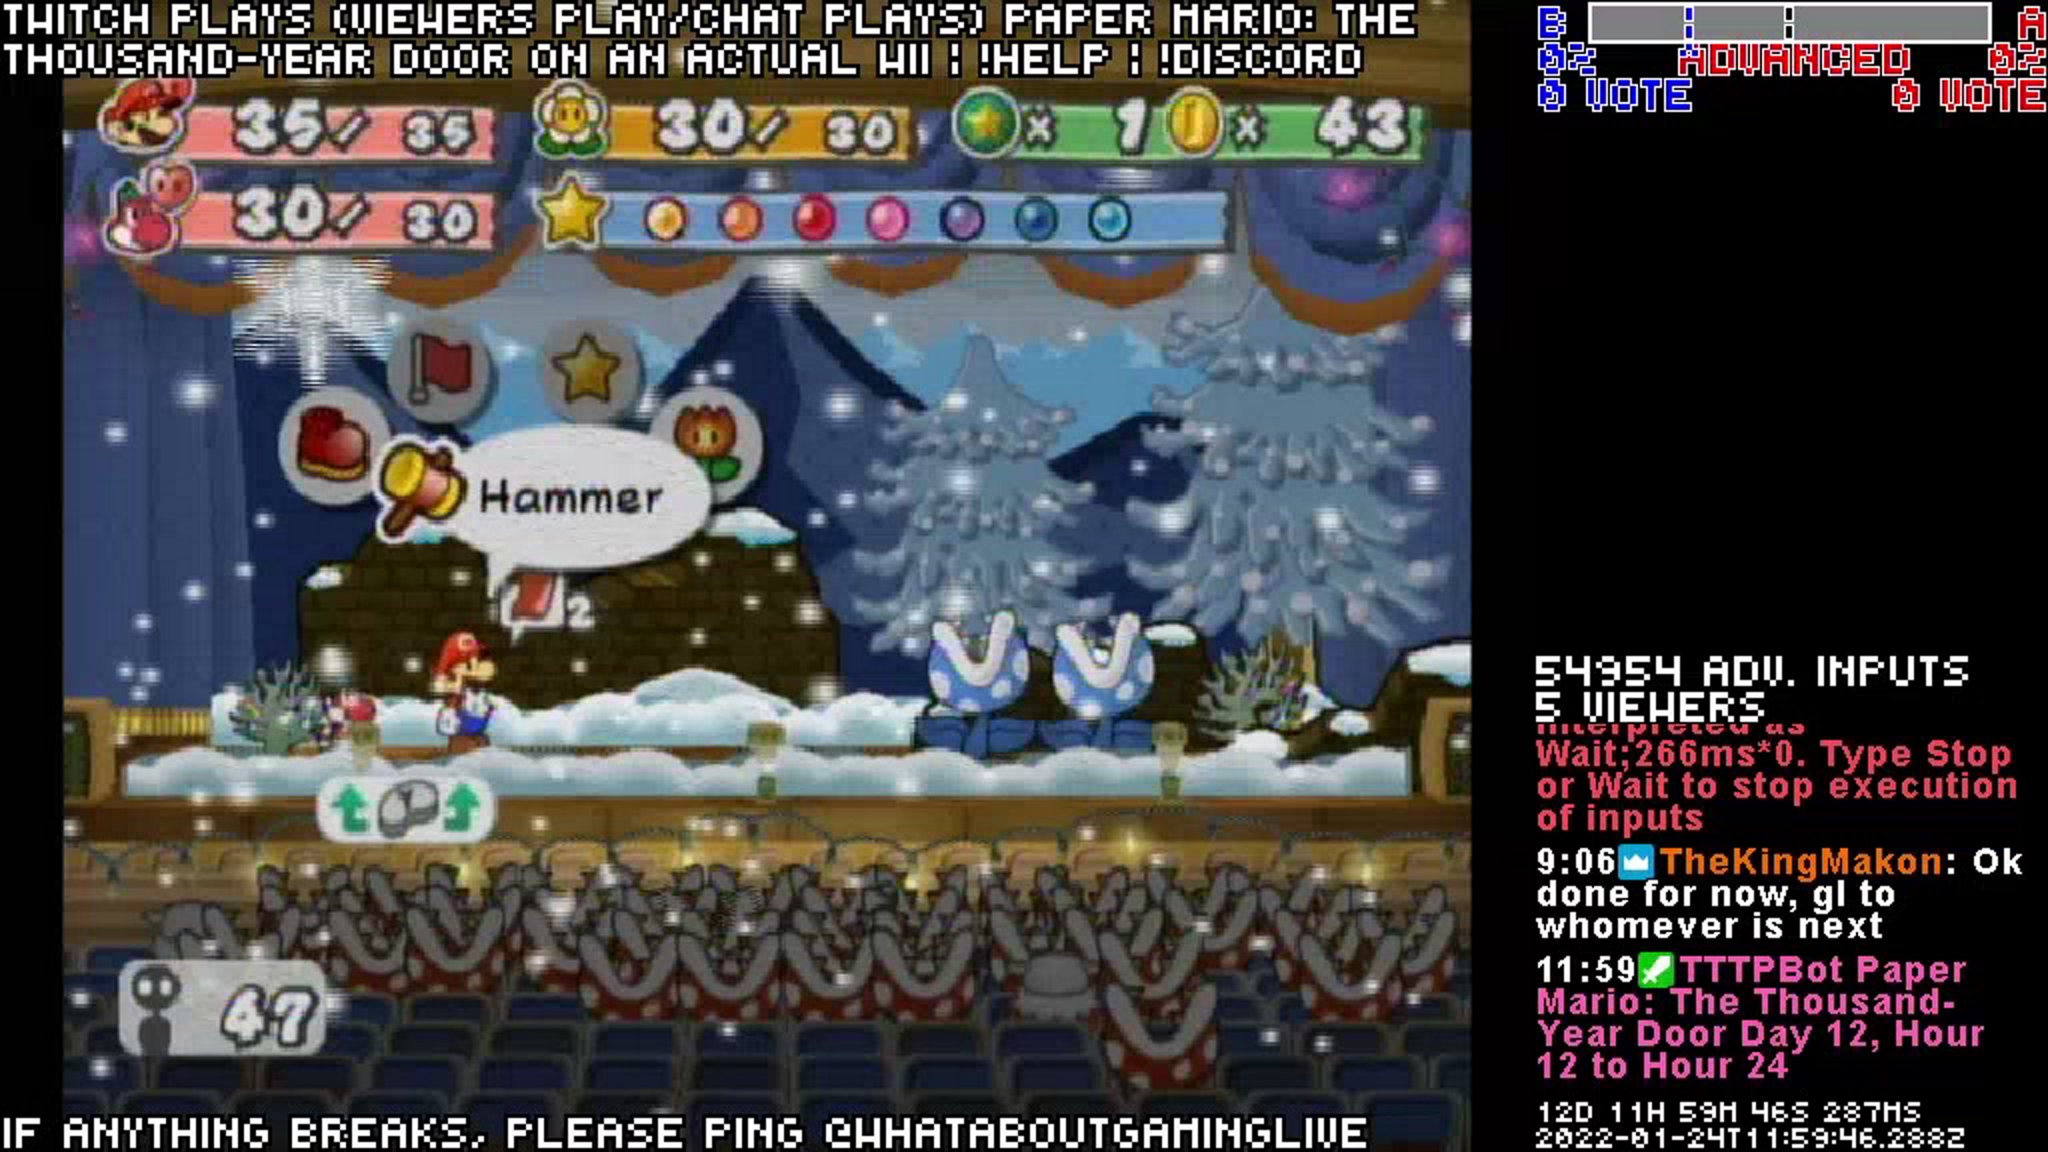 TWITCH PLAYS (VIEWERS PLAY/CHAT PLAYS) PAPER MARIO: THE
THOUSAND-YEAR DOOR ON AN ACTUAL WII ¦ !HELP ¦ !DISCORD
B A
0% ADVANCED 0%
0 VOTE 0 VOTE
35/ 35
30/ 30
x 1
x 43
30/ 30
Hammer
2
47
54954 ADV. INPUTS
5 VIEWERS
interpreted as
Wait;266ms*0. Type Stop
or Wait to stop execution
of inputs
9:06 TheKingMakon: Ok
done for now, gl to
whomever is next
11:59 TTTPBot Paper
Mario: The Thousand-
Year Door Day 12, Hour
12 to Hour 24
12D 11H 59M 46S 287MS
2022-01-24T11:59:46.288Z
IF ANYTHING BREAKS, PLEASE PING @WHATABOUTGAMINGLIVE